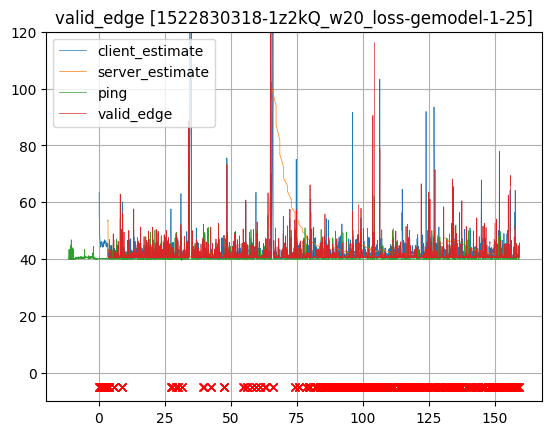 valid_edge [1522830318-1z2kQ_w20_loss-gemodel-1-25]
client_estimate
server_estimate
ping
valid_edge
120
100
80
60
40
20
0
0 25 50 75 100 125 150